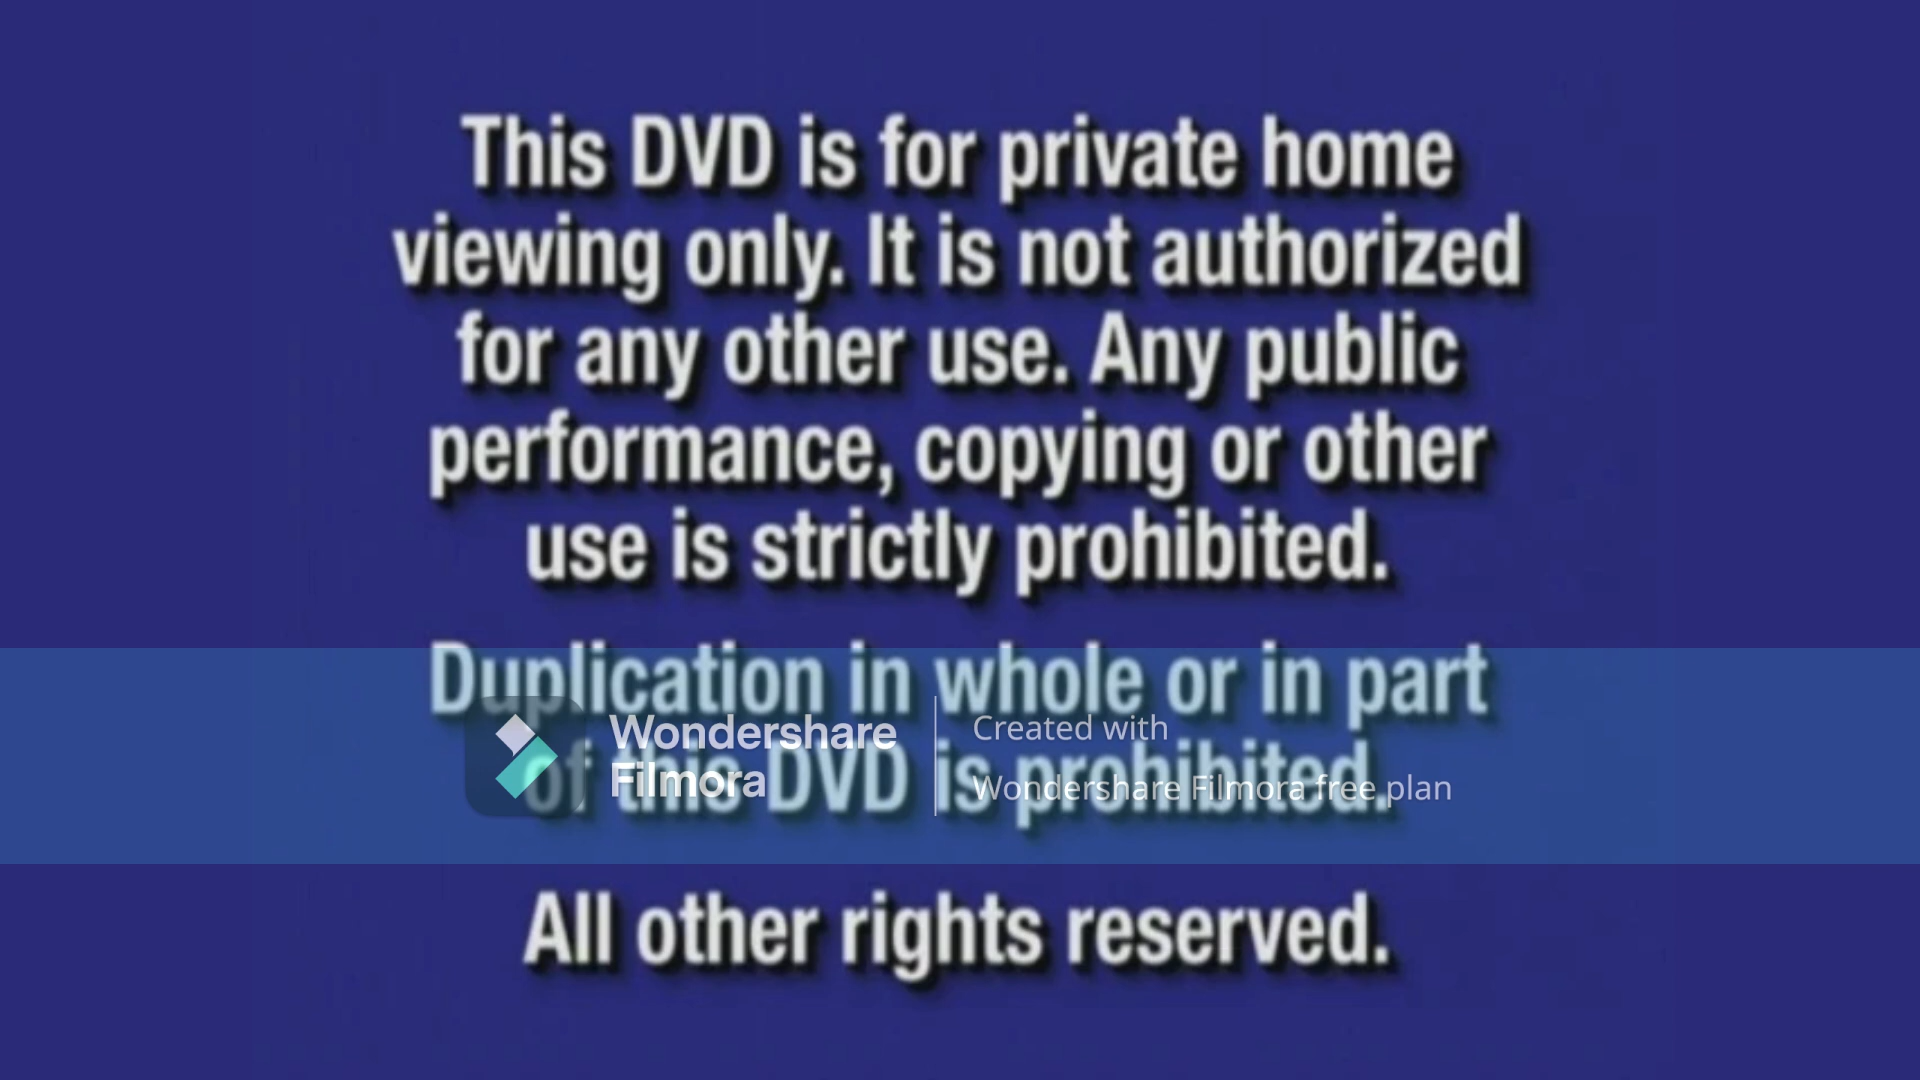 This DVD is for private home
viewing only. It is not authorized
for any other use. Any public
performance, copying or other
use is strictly prohibited.
Duplication in whole or in part
of this DVD is prohibited.
Wondershare
Filmora
Created with
Wondershare Filmora free plan
All other rights reserved.